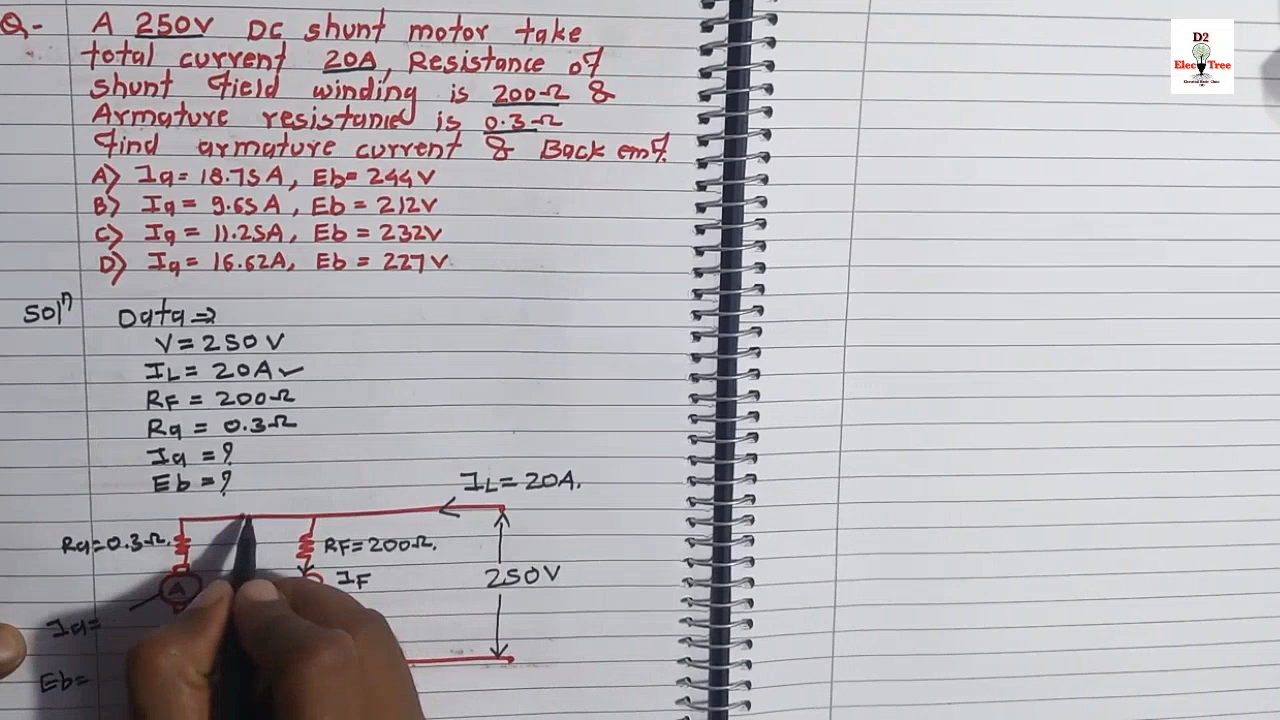 Q- A 250V DC shunt motor take
total current 20A, Resistance of
shunt field winding is 200Ω &
Armature resistance is 0.3Ω
find armature current & Back emf.
A) Ia = 18.75A, Eb = 244V
B) Ia = 9.65A, Eb = 212V
C) Ia = 11.25A, Eb = 232V
D) Ia = 16.62A, Eb = 227V.
Solⁿ Data ⇒
V = 250V
IL = 20A ✓
RF = 200Ω
Ra = 0.3Ω
Ia = ?
Eb = ?
IL = 20A.
Ra=0.3Ω.
RF=200Ω.
A
IF
250V
Ia=
Eb=
D2
Elec Tree